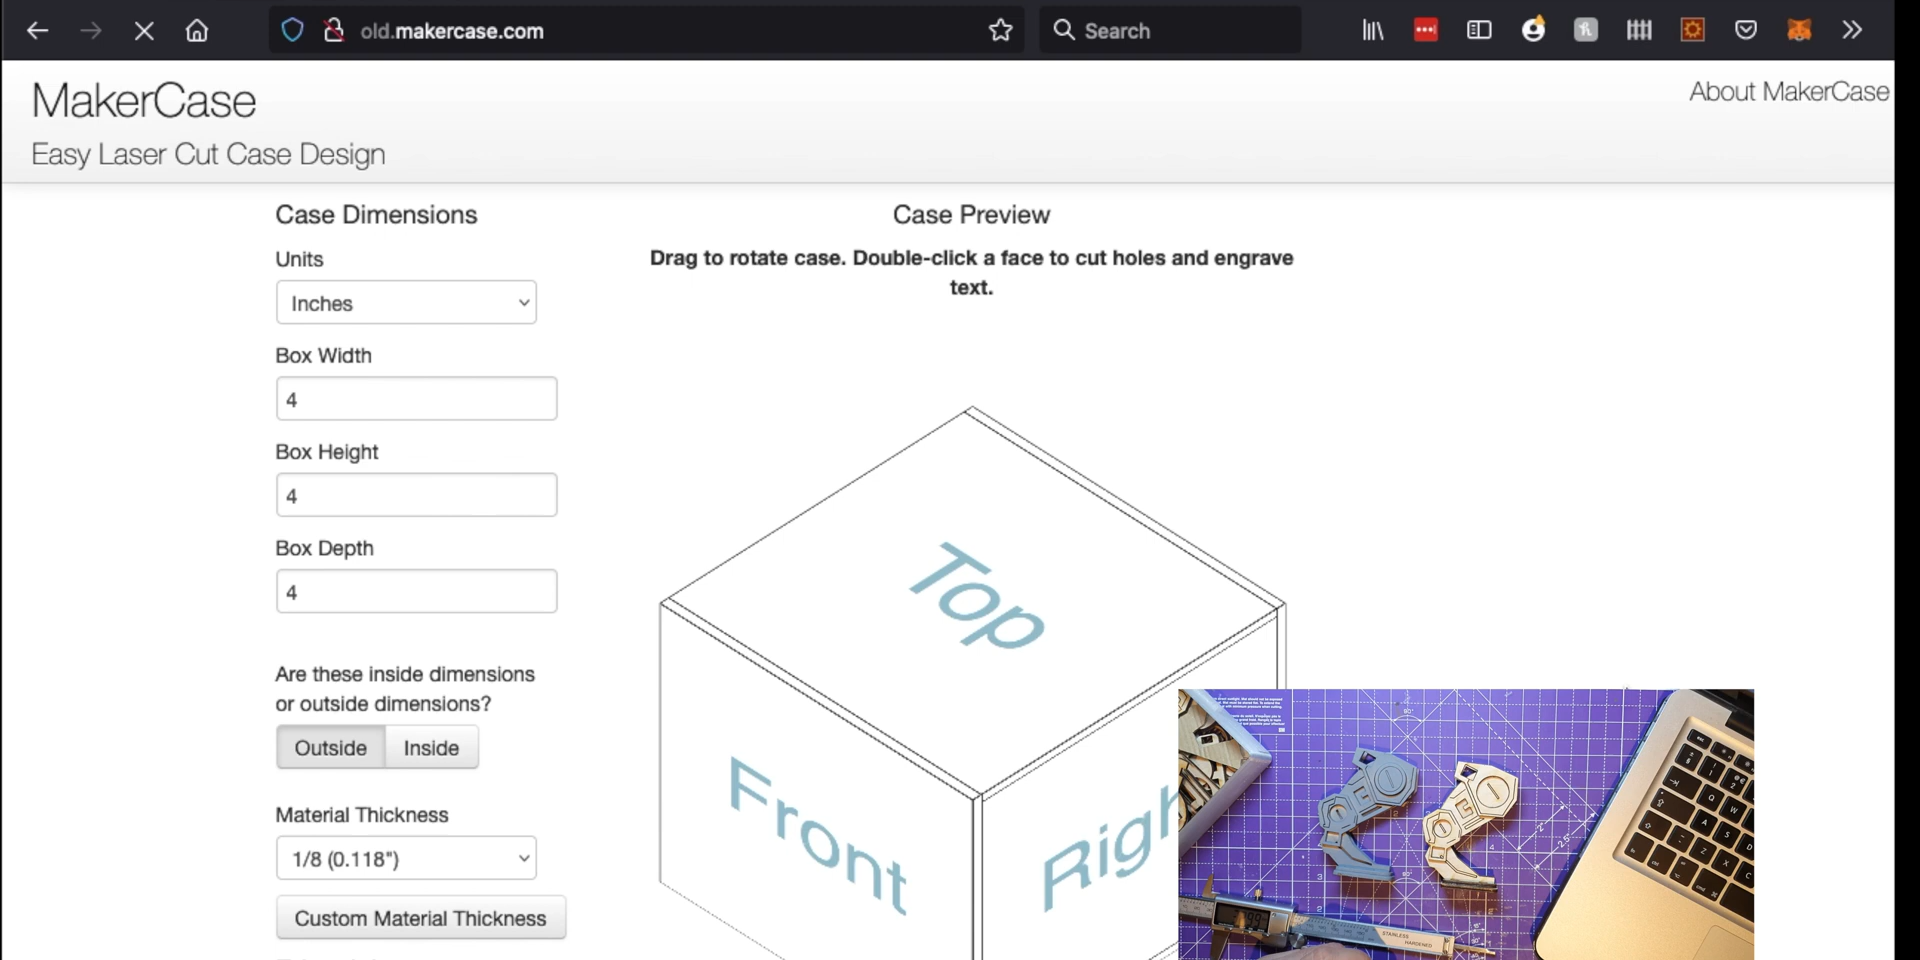 old.makercase.com
Search
MakerCase
About MakerCase
Easy Laser Cut Case Design
Case Dimensions
Case Preview
Units
Drag to rotate case. Double-click a face to cut holes and engrave
text.
Inches
Box Width
4
Box Height
4
Box Depth
4
Top
Are these inside dimensions
or outside dimensions?
Outside
Inside
Front
Righ
Material Thickness
1/8 (0.118")
Custom Material Thickness
STAINLESS
HARDENED